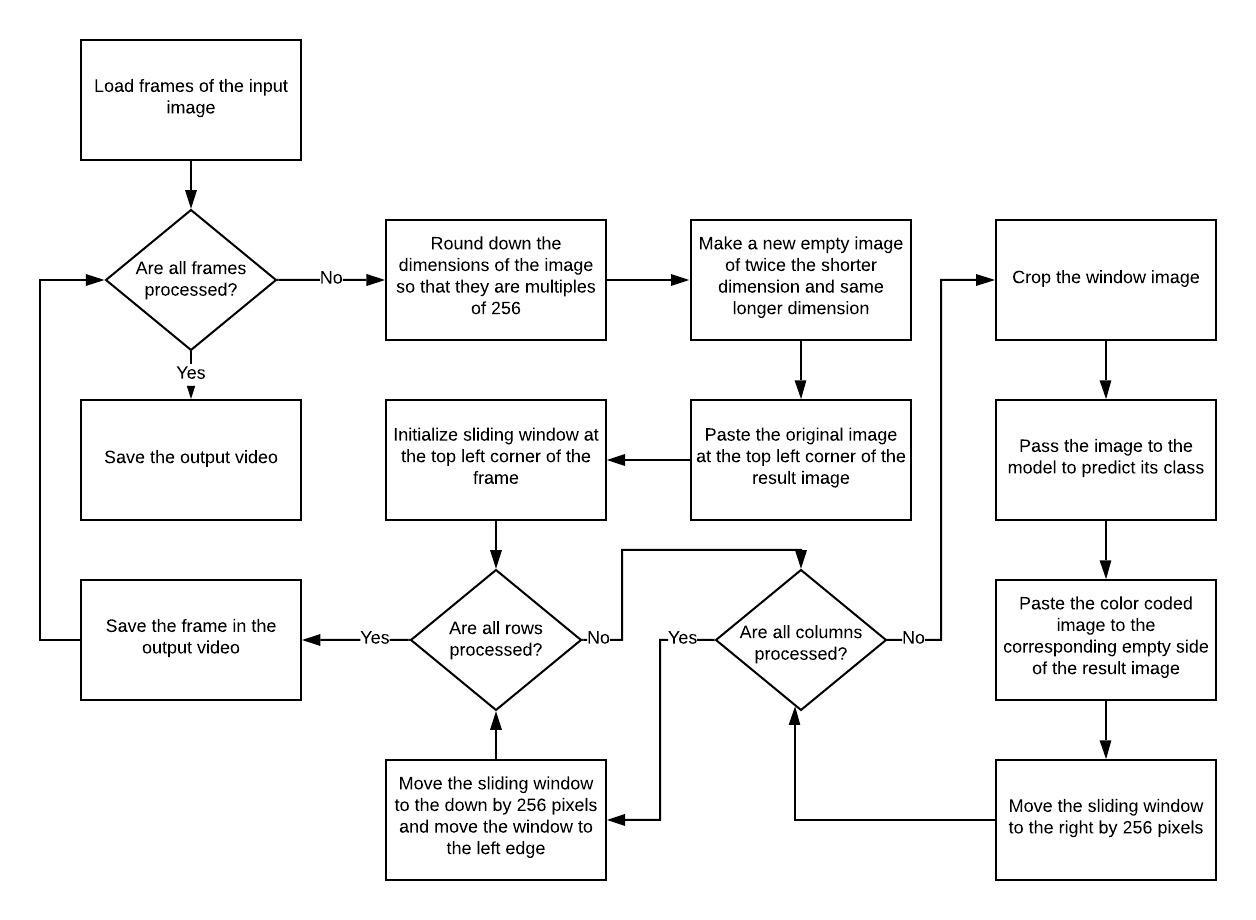 Load frames of the input
image
Are all frames
processed?
No
Yes
Save the output video
Round down the
dimensions of the image
so that they are multiples
of 256
Make a new empty image
of twice the shorter
dimension and same
longer dimension
Paste the original image
at the top left corner of the
result image
Initialize sliding window at
the top left corner of the
frame
Are all rows
processed?
Yes
No
Save the frame in the
output video
Are all columns
processed?
Yes
No
Crop the window image
Pass the image to the
model to predict its class
Paste the color coded
image to the
corresponding empty side
of the result image
Move the sliding window
to the right by 256 pixels
Move the sliding window
to the down by 256 pixels
and move the window to
the left edge